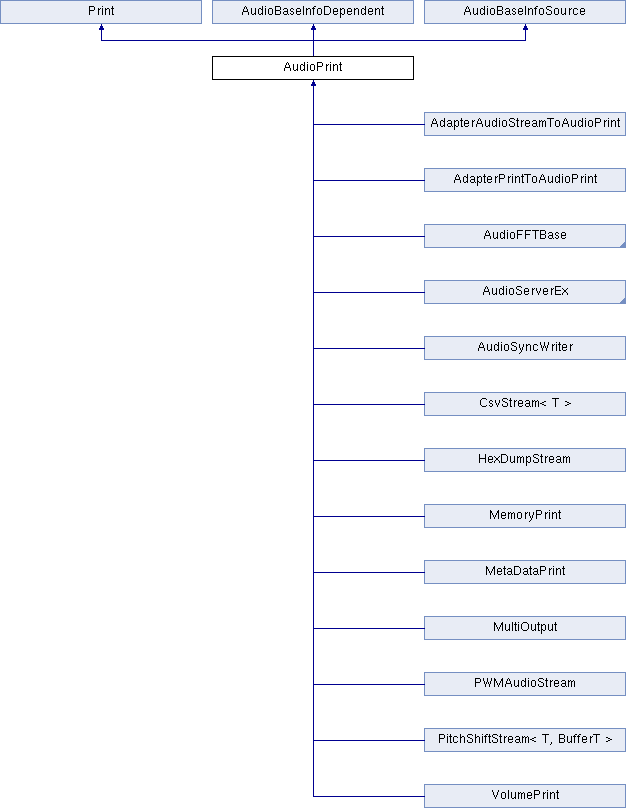 Print
AudioBaseInfoDependent
AudioBaseInfoSource
AudioPrint
AdapterAudioStreamToAudioPrint
AdapterPrintToAudioPrint
AudioFFTBase
AudioServerEx
AudioSyncWriter
CsvStream< T >
HexDumpStream
MemoryPrint
MetaDataPrint
MultiOutput
PWMAudioStream
PitchShiftStream< T, BufferT >
VolumePrint